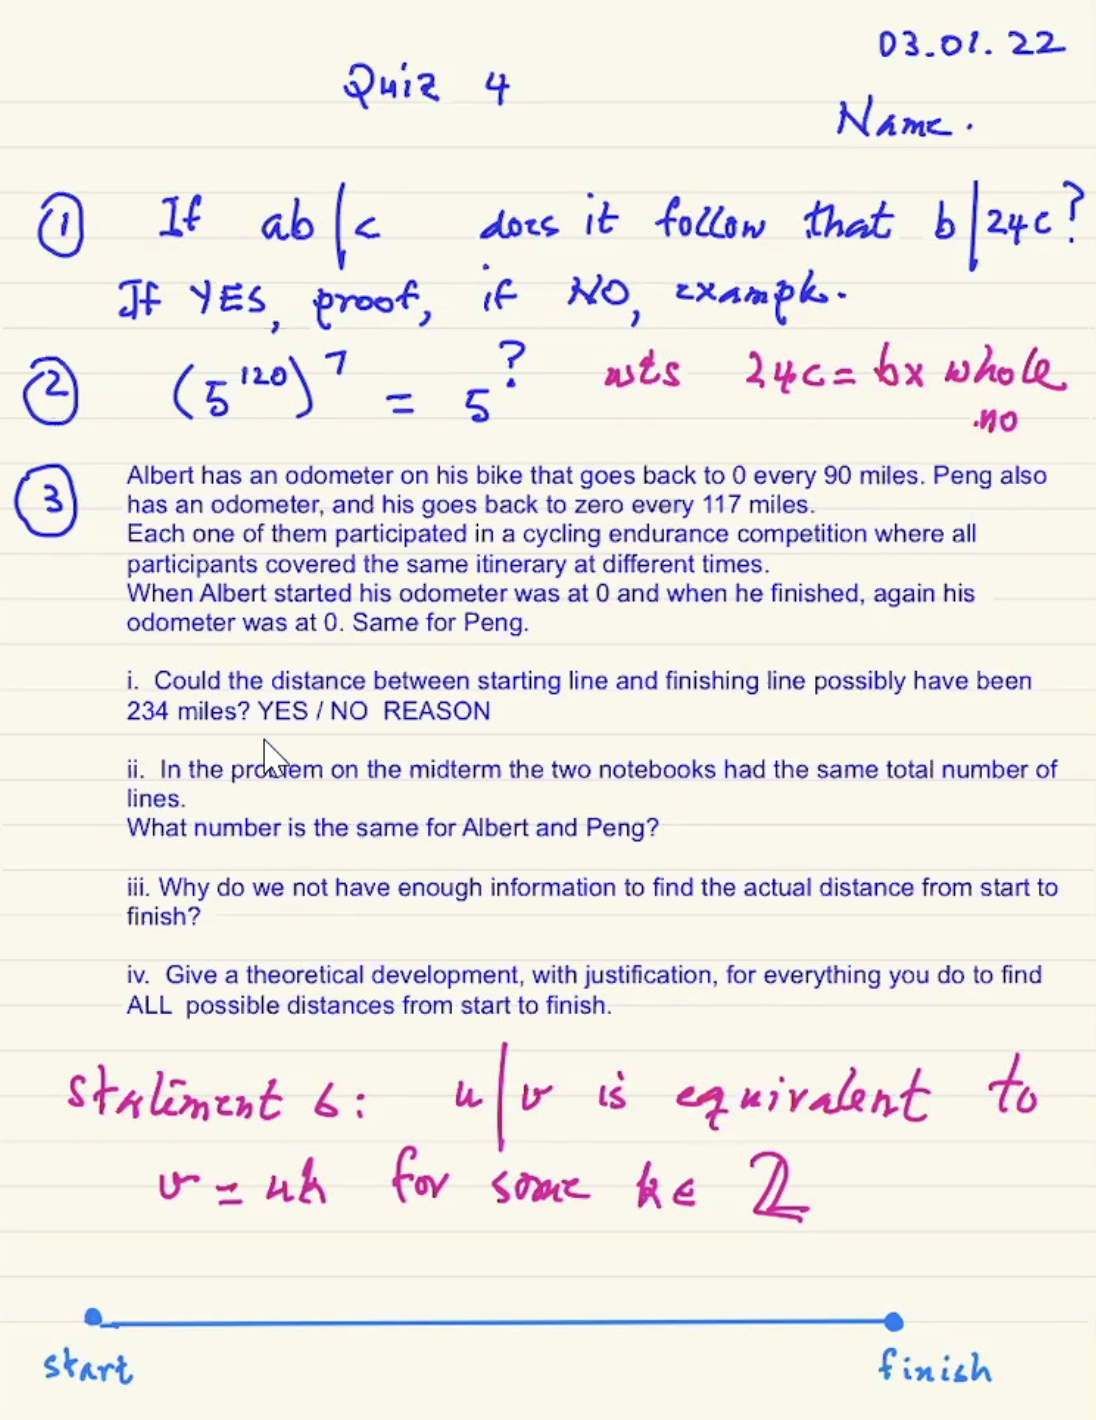 03.01.22
Quiz 4
Name.
① If ab|c does it follow that b|24c?
If YES, proof, if NO, example.
② (5¹²⁰)⁷ = 5^? wts 24c = bx whole
no
③ Albert has an odometer on his bike that goes back to 0 every 90 miles. Peng also
has an odometer, and his goes back to zero every 117 miles.
Each one of them participated in a cycling endurance competition where all
participants covered the same itinerary at different times.
When Albert started his odometer was at 0 and when he finished, again his
odometer was at 0. Same for Peng.
i. Could the distance between starting line and finishing line possibly have been
234 miles? YES / NO REASON
ii. In the problem on the midterm the two notebooks had the same total number of
lines.
What number is the same for Albert and Peng?
iii. Why do we not have enough information to find the actual distance from start to
finish?
iv. Give a theoretical development, with justification, for everything you do to find
ALL possible distances from start to finish.
statement 6: u|v is equivalent to
v = uk for some k ∈ ℤ
start finish